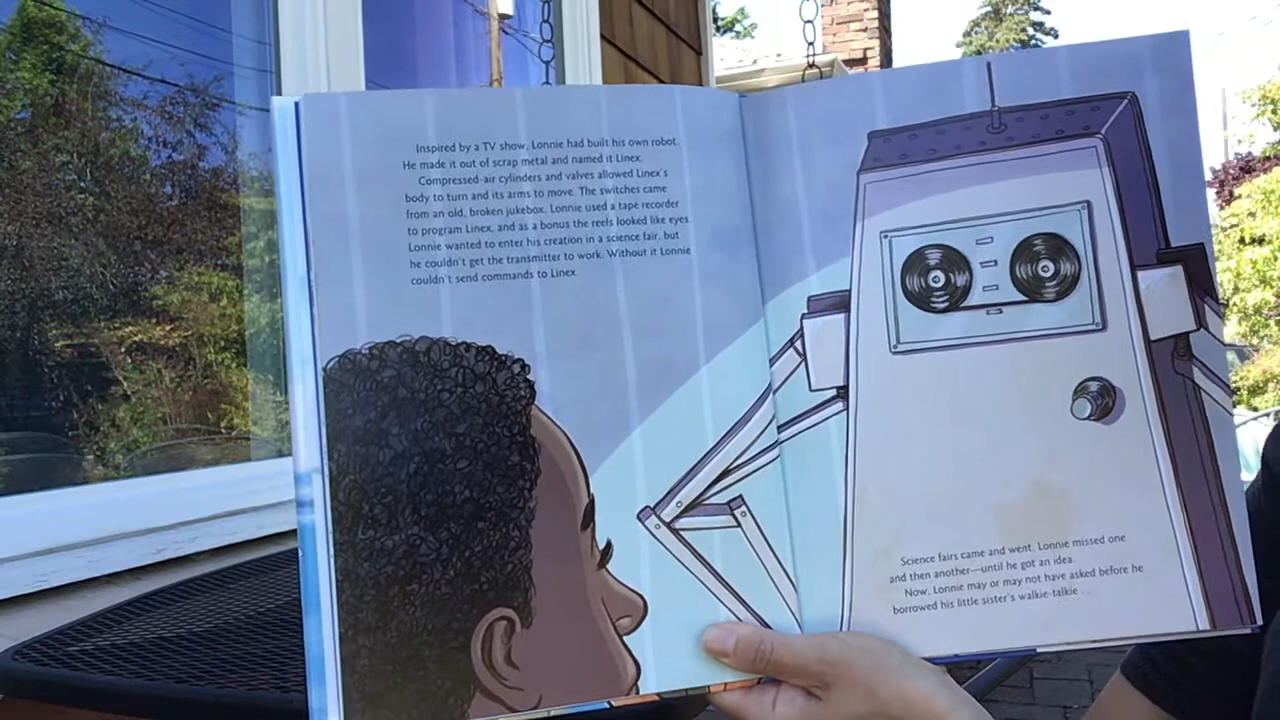 Inspired by a TV show, Lonnie had built his own robot.
He made it out of scrap metal and named it Linex.
Compressed-air cylinders and valves allowed Linex's
body to turn and its arms to move. The switches came
from an old, broken jukebox. Lonnie used a tape recorder
to program Linex, and as a bonus the reels looked like eyes.
Lonnie wanted to enter his creation in a science fair, but
he couldn't get the transmitter to work. Without it Lonnie
couldn't send commands to Linex.
Science fairs came and went. Lonnie missed one
and then another—until he got an idea.
Now, Lonnie may or may not have asked before he
borrowed his little sister's walkie-talkie . . .